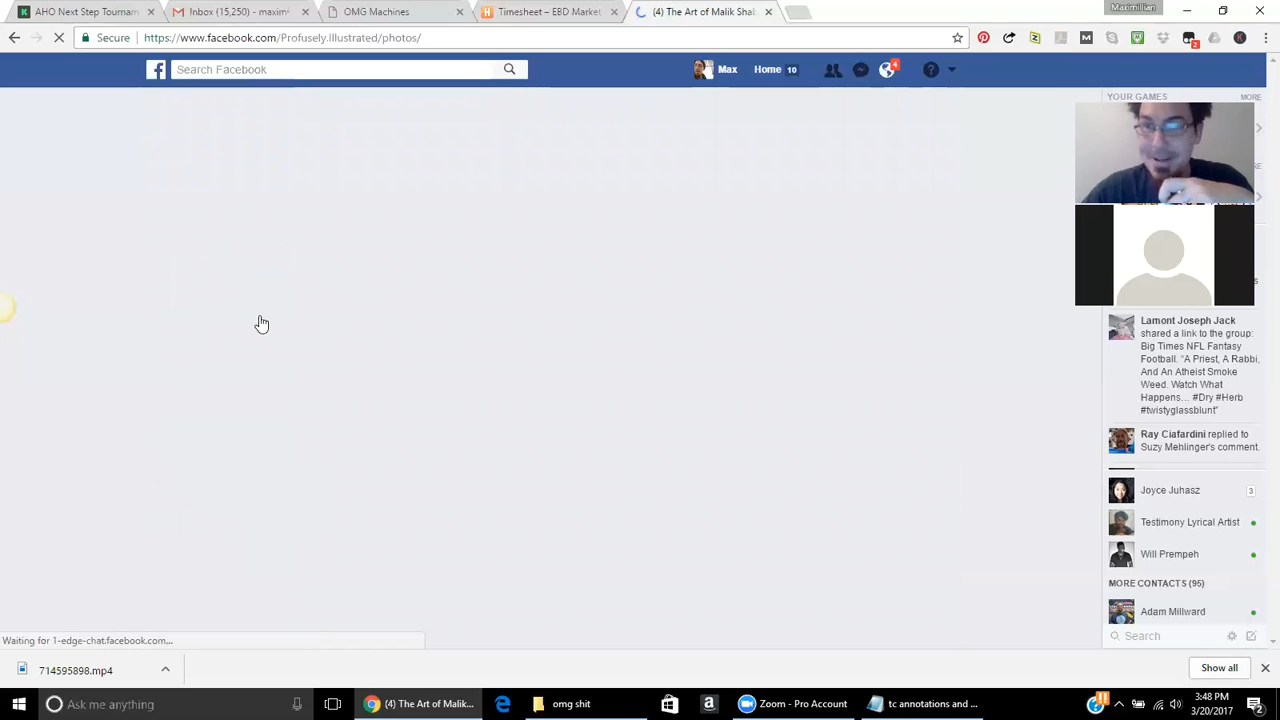 AHO Next Step Tournam
Inbox (15,250) - maxim
OMG Machines
Timesheet – EBD Market
(4) The Art of Malik Sha
Maximillian
Secure https://www.facebook.com/Profusely.Illustrated/photos/
2
Search Facebook
Max
Home 10
4
YOUR GAMES MORE
Lamont Joseph Jack
shared a link to the group:
Big Times NFL Fantasy
Football. "A Priest, A Rabbi,
And An Atheist Smoke
Weed. Watch What
Happens... #Dry #Herb
#twistyglassblunt"
Ray Ciafardini replied to
Suzy Mehlinger's comment.
Joyce Juhasz 3
Testimony Lyrical Artist
Will Prempeh
MORE CONTACTS (95)
Adam Millward
Search
Waiting for 1-edge-chat.facebook.com...
714595898.mp4
Show all
Ask me anything
(4) The Art of Malik...
omg shit
Zoom - Pro Account
tc annotations and ...
3:48 PM
3/20/2017
2